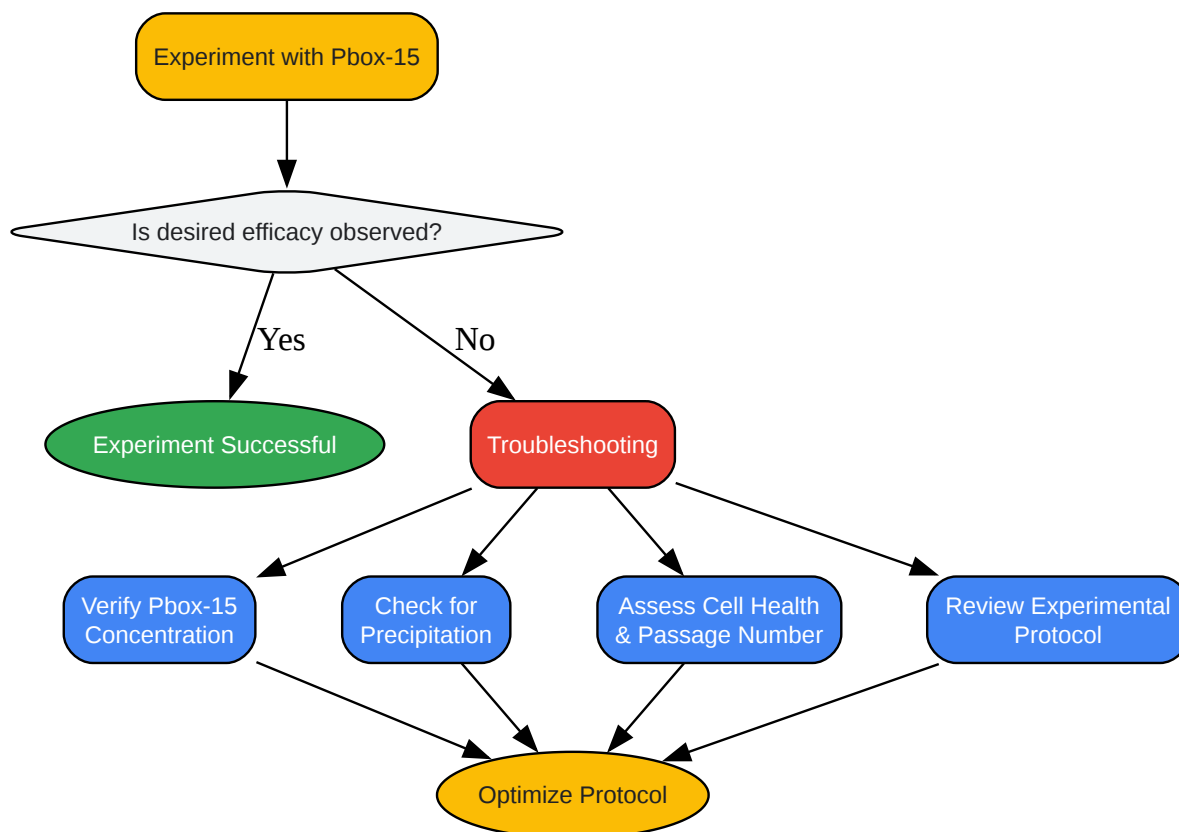 Experiment with Pbox-15
Is desired efficacy observed?
Yes
No
Experiment Successful
Troubleshooting
Verify Pbox-15
Concentration
Check for
Precipitation
Assess Cell Health
& Passage Number
Review Experimental
Protocol
Optimize Protocol